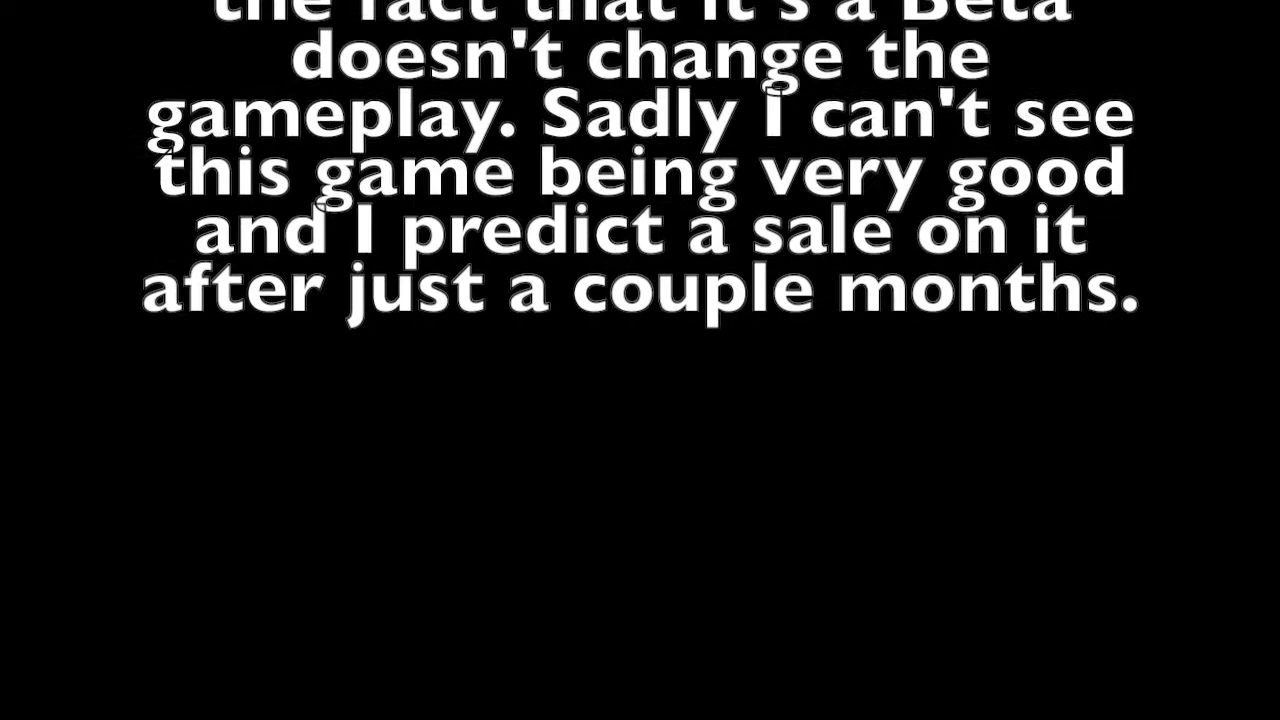 the fact that it's a Beta
doesn't change the
gameplay. Sadly I can't see
this game being very good
and I predict a sale on it
after just a couple months.